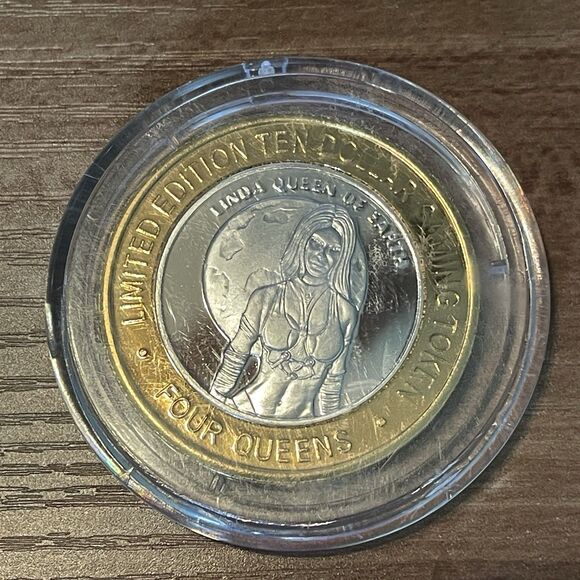 LIMITED EDITION TEN DOLLAR GAMING TOKEN
LINDA QUEEN OF EARTH
• FOUR QUEENS •